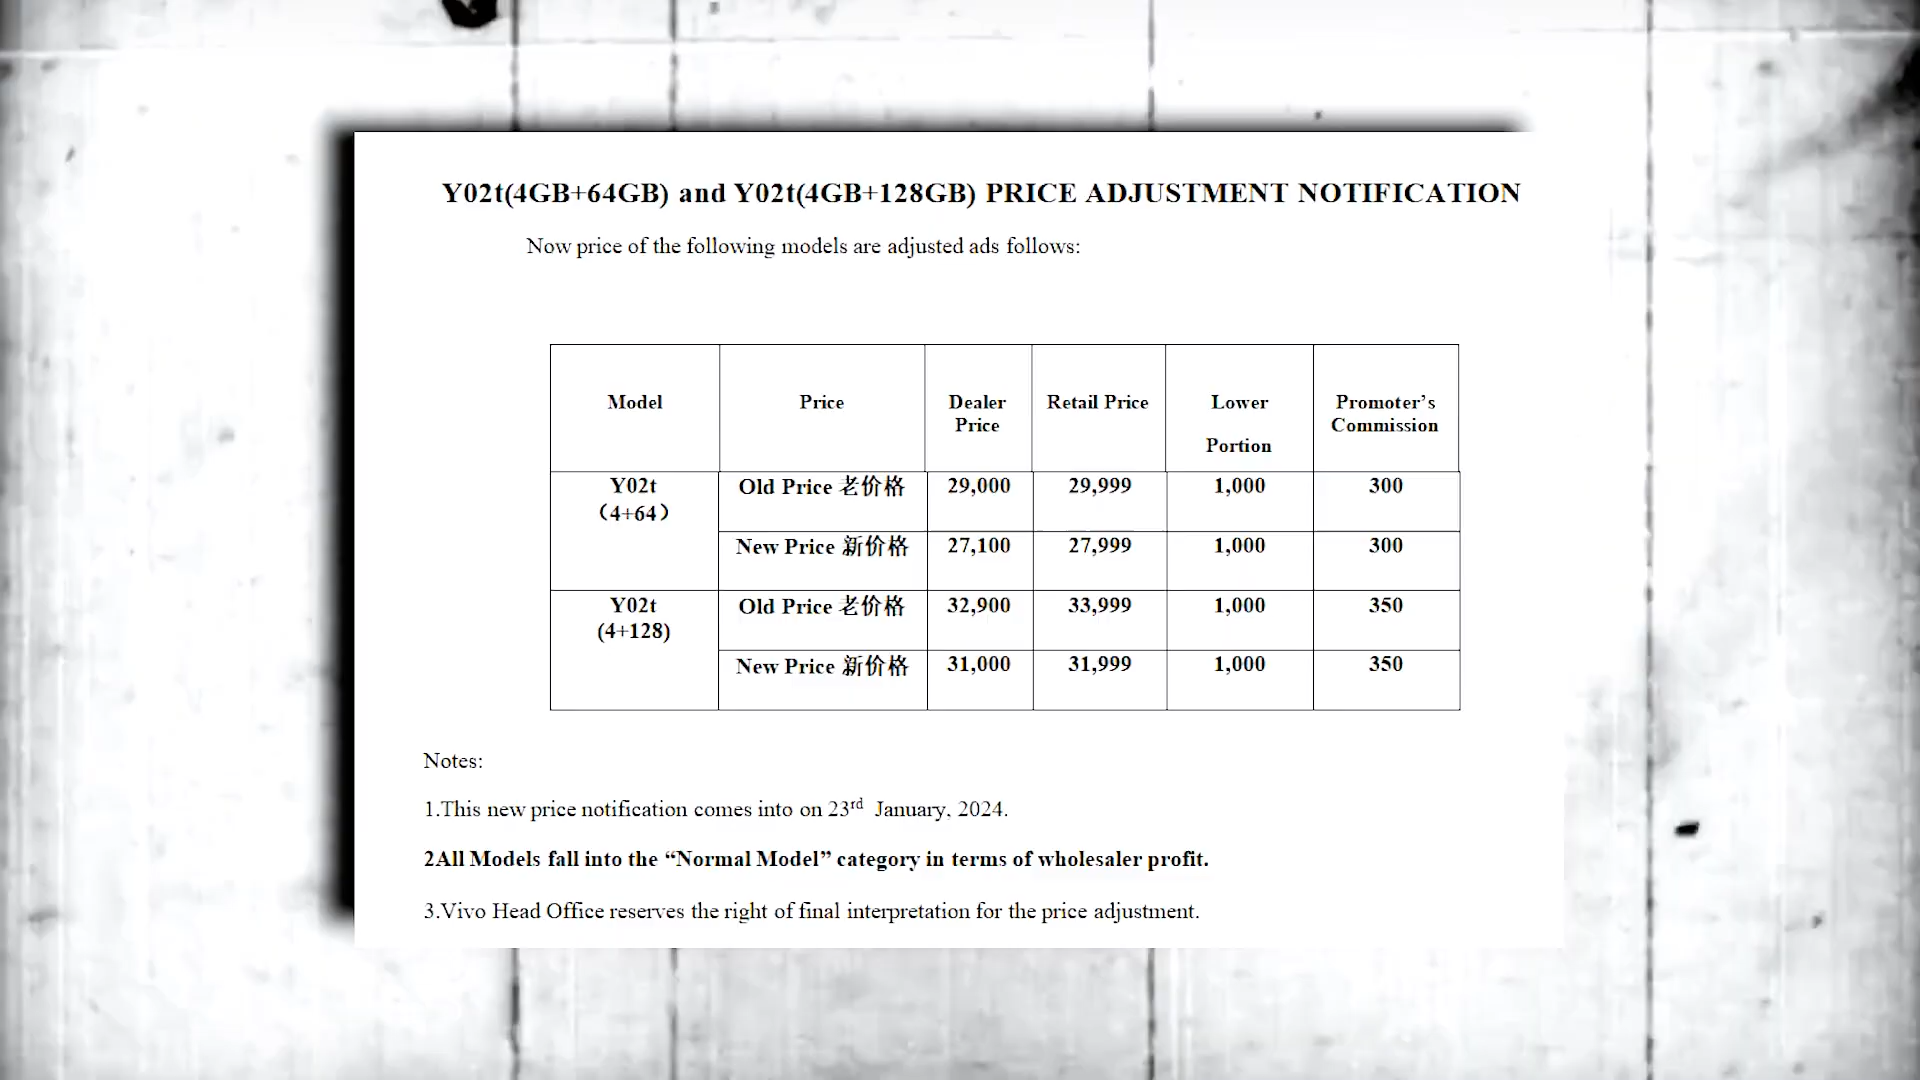 Y02t(4GB+64GB) and Y02t(4GB+128GB) PRICE ADJUSTMENT NOTIFICATION
Now price of the following models are adjusted ads follows:
Model Price Dealer Price Retail Price Lower Portion Promoter’s Commission
Y02t（4+64） Old Price 老价格 29,000 29,999 1,000 300
New Price 新价格 27,100 27,999 1,000 300
Y02t (4+128) Old Price 老价格 32,900 33,999 1,000 350
New Price 新价格 31,000 31,999 1,000 350
Notes:
1.This new price notification comes into on 23rd January, 2024.
2All Models fall into the “Normal Model” category in terms of wholesaler profit.
3.Vivo Head Office reserves the right of final interpretation for the price adjustment.